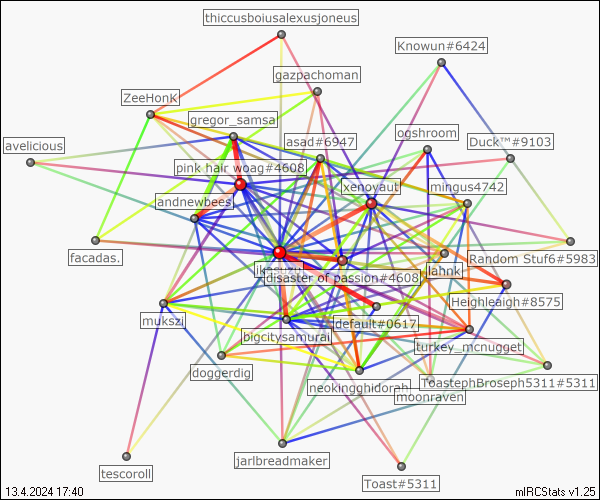 thiccusboiusalexusjoneus
Knowun#6424
gazpachoman
ZeeHonK
gregor_samsa
ogshroom
asad#6947
Duck™#9103
avelicious
pink hair woag#4608
xenoyaut
mingus4742
andnewbees
facadas.
Random Stuf6#5983
ikasuzu
disaster of passion#4608
lahnk
Heighleaigh#8575
mukszi
default#0617
bigcitysamurai
turkey_mcnugget
doggerdig
neokingghidorah
ToastephBroseph5311#5311
moonraven
jarlbreadmaker
tescoroll
Toast#5311
13.4.2024 17:40
mIRCStats v1.25